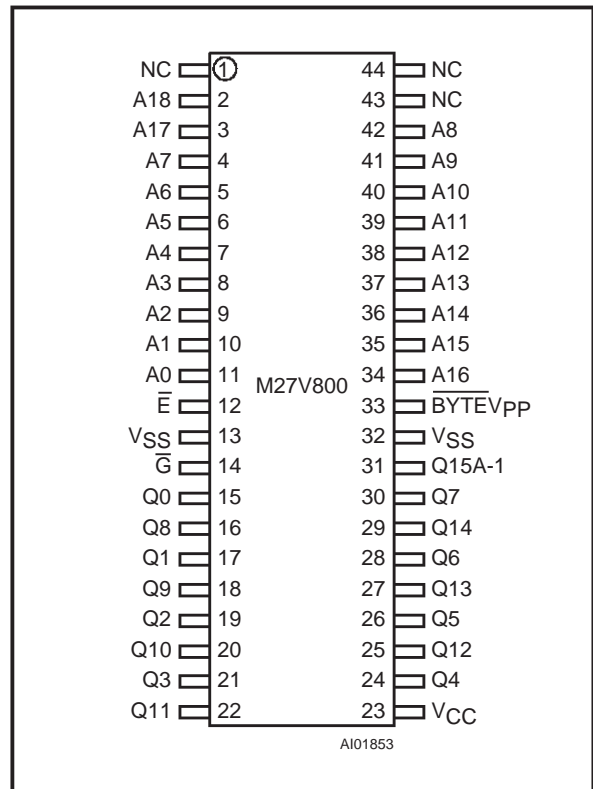 NC 1 44 NC
A18 2 43 NC
A17 3 42 A8
A7 4 41 A9
A6 5 40 A10
A5 6 39 A11
A4 7 38 A12
A3 8 37 A13
A2 9 36 A14
A1 10 35 A15
A0 11 34 A16
M27V800
E̅ 12 33 B̅Y̅T̅E̅VPP
VSS 13 32 VSS
G̅ 14 31 Q15A-1
Q0 15 30 Q7
Q8 16 29 Q14
Q1 17 28 Q6
Q9 18 27 Q13
Q2 19 26 Q5
Q10 20 25 Q12
Q3 21 24 Q4
Q11 22 23 VCC
AI01853